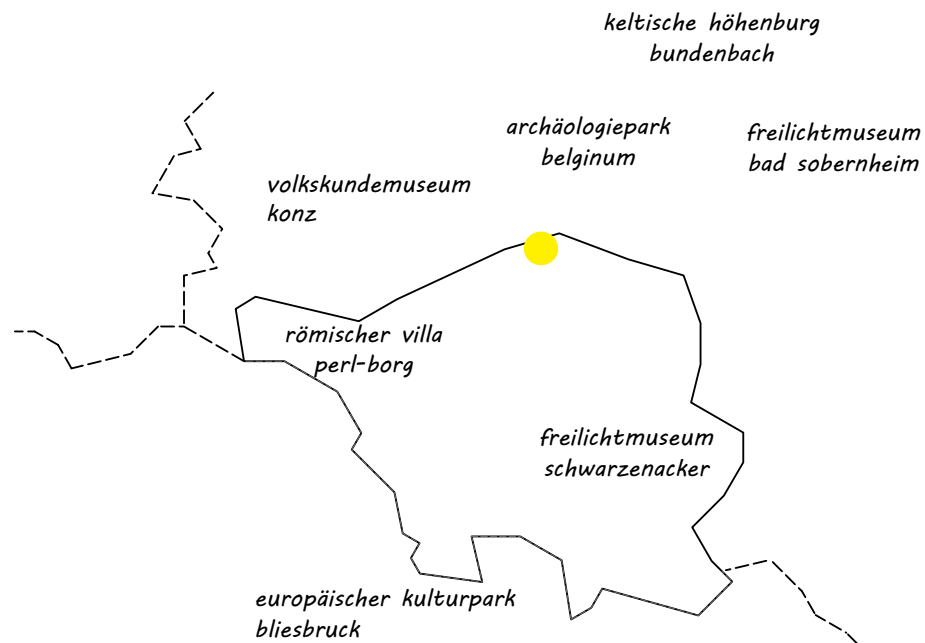 keltische höhenburg
bundenbach
archäologiepark
belginum
freilichtmuseum
bad sobernheim
volkskundemuseum
konz
römischer villa
perl-borg
freilichtmuseum
schwarzenacker
europäischer kulturpark
bliesbruck